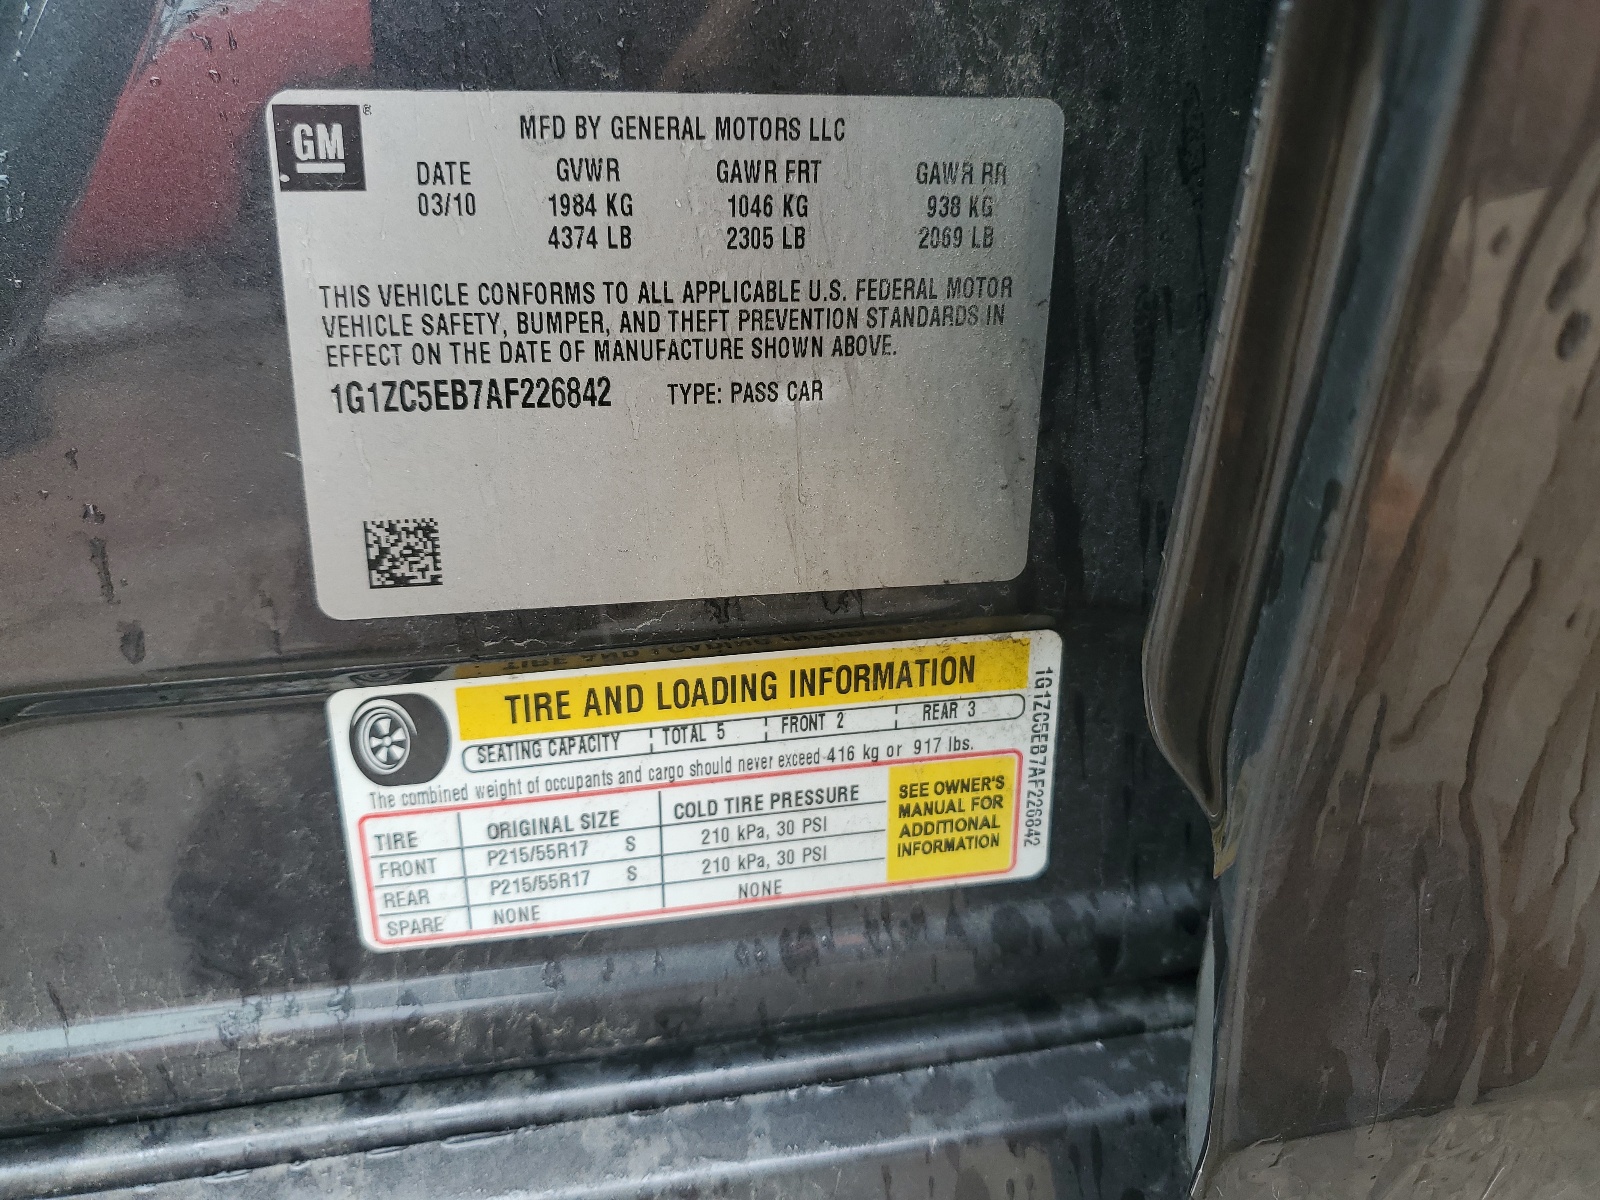 GM ®
MFD BY GENERAL MOTORS LLC
DATE GVWR GAWR FRT GAWR RR
03/10 1984 KG 1046 KG 938 KG
4374 LB 2305 LB 2069 LB
THIS VEHICLE CONFORMS TO ALL APPLICABLE U.S. FEDERAL MOTOR
VEHICLE SAFETY, BUMPER, AND THEFT PREVENTION STANDARDS IN
EFFECT ON THE DATE OF MANUFACTURE SHOWN ABOVE.
1G1ZC5EB7AF226842 TYPE: PASS CAR
TIRE AND LOADING INFORMATION
SEATING CAPACITY TOTAL 5 FRONT 2 REAR 3
The combined weight of occupants and cargo should never exceed 416 kg or 917 lbs.
TIRE ORIGINAL SIZE COLD TIRE PRESSURE
FRONT P215/55R17 S 210 kPa, 30 PSI
REAR P215/55R17 S 210 kPa, 30 PSI
SPARE NONE NONE
SEE OWNER'S
MANUAL FOR
ADDITIONAL
INFORMATION
1G1ZC5EB7AF226842